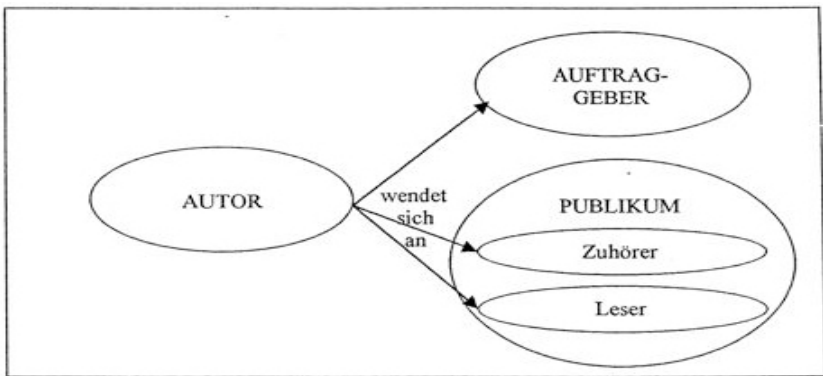 AUFTRAG-
GEBER
AUTOR
wendet
sich
an
PUBLIKUM
Zuhörer
Leser